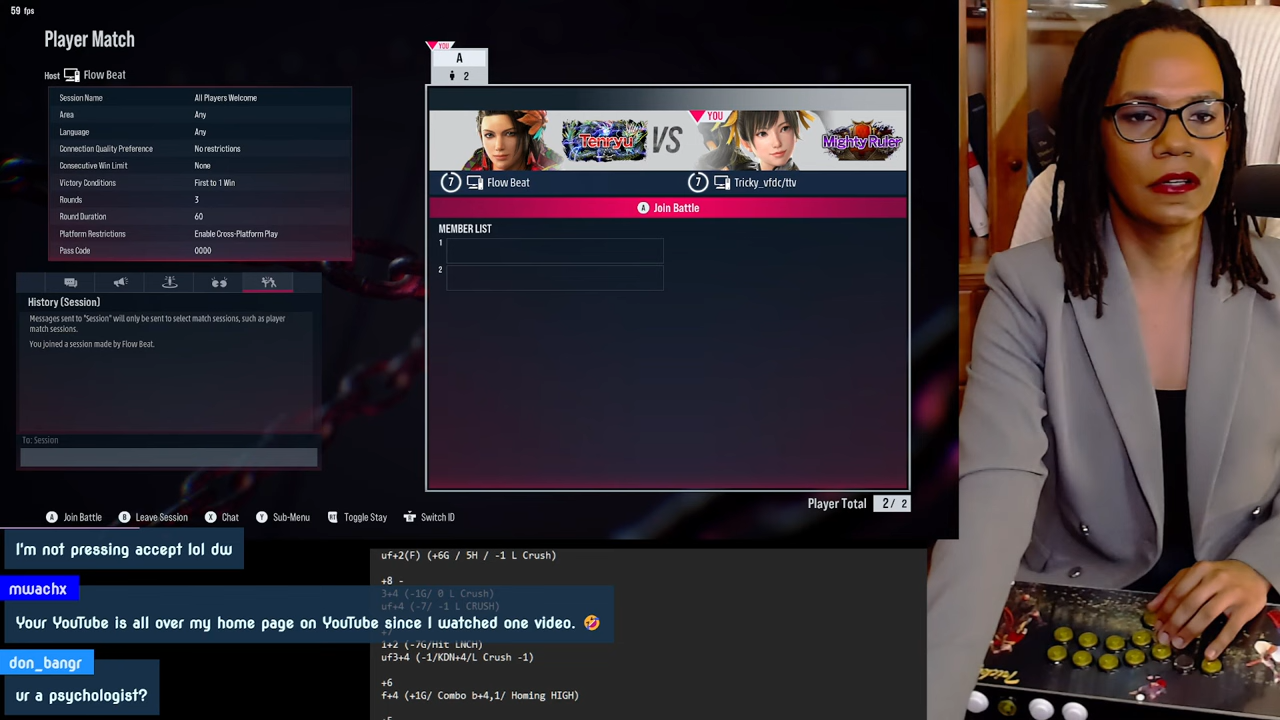 59 fps
Player Match
Host Flow Beat
Session Name All Players Welcome
Area Any
Language Any
Connection Quality Preference No restrictions
Consecutive Win Limit None
Victory Conditions First to 1 Win
Rounds 3
Round Duration 60
Platform Restrictions Enable Cross-Platform Play
Pass Code 0000
History (Session)
Messages sent to "Session" will only be sent to select match sessions, such as player
match sessions.
You joined a session made by Flow Beat.
To: Session
YOU
A
2
Tenryu VS YOU Mighty Ruler
7 Flow Beat 7 Tricky_vfdc/ttv
A Join Battle
MEMBER LIST
1
2
Player Total 2/ 2
A Join Battle B Leave Session X Chat Y Sub-Menu Toggle Stay Switch ID
I'm not pressing accept lol dw
mwachx
Your YouTube is all over my home page on YouTube since I watched one video. 🤣
don_bangr
ur a psychologist?
uf+2(F) (+6G / 5H / -1 L Crush)
+8 -
3+4 (-1G/ 0 L Crush)
uf+4 (-7/ -1 L CRUSH)
1+2 (-7G/Hit LNCH)
uf3+4 (-1/KDN+4/L Crush -1)
+6
f+4 (+1G/ Combo b+4,1/ Homing HIGH)
Tricky